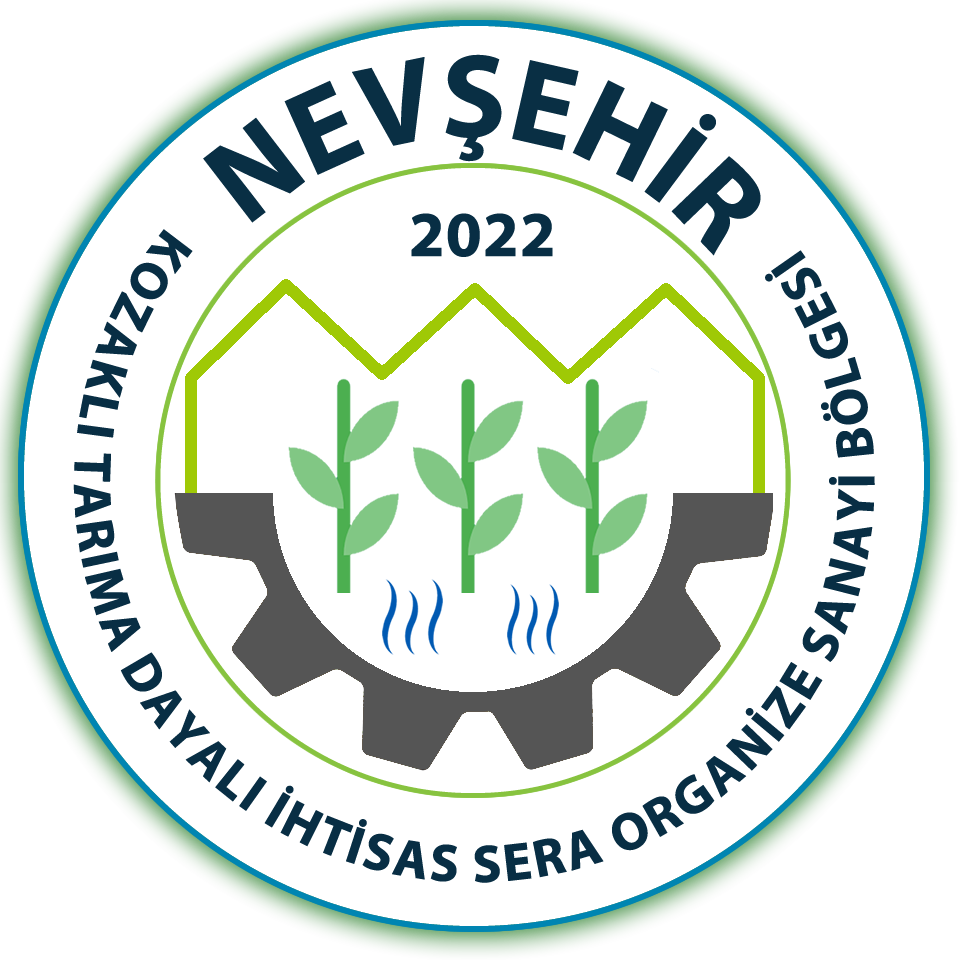 NEVŞEHİR
KOZAKLI TARIMA DAYALI İHTİSAS SERA ORGANİZE SANAYİ BÖLGESİ
2022